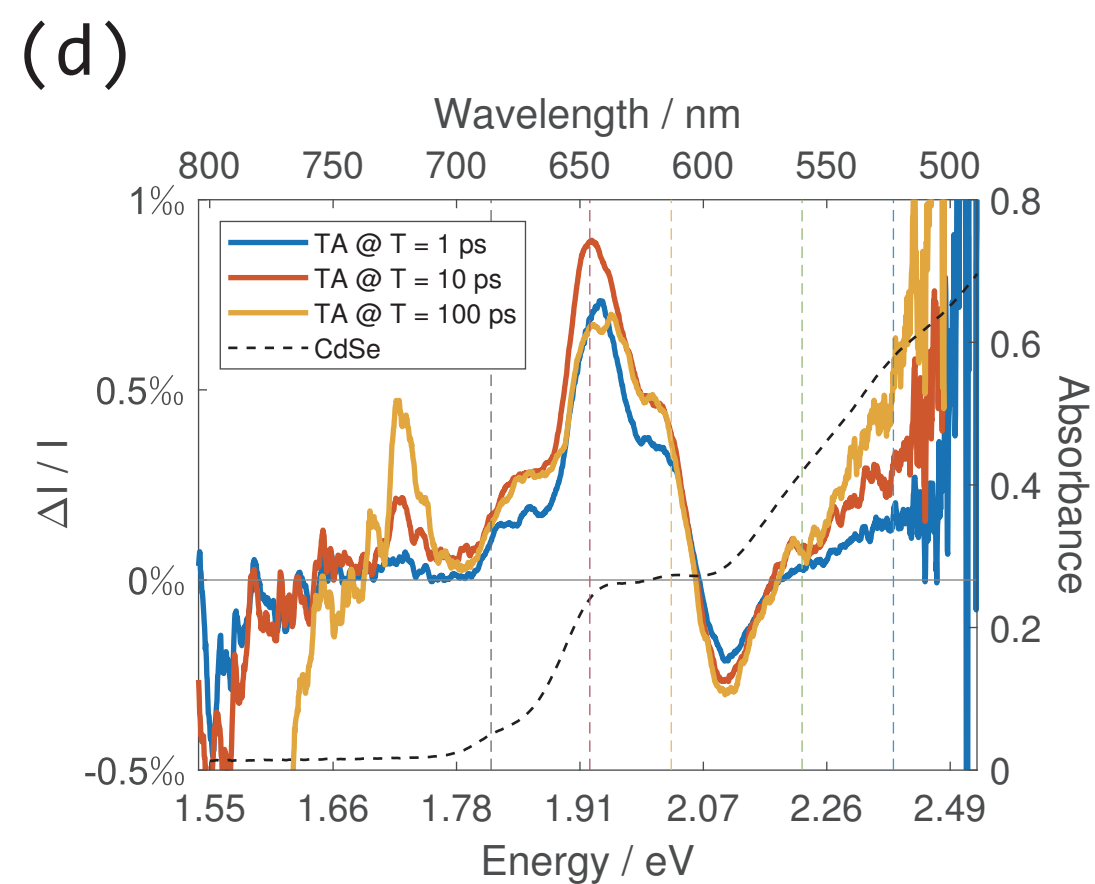 (d)
Wavelength / nm
800 750 700 650 600 550 500
1‰
0.5‰
0‰
-0.5‰
ΔI / I
TA @ T = 1 ps
TA @ T = 10 ps
TA @ T = 100 ps
CdSe
0.8
0.6
0.4
0.2
0
Absorbance
1.55 1.66 1.78 1.91 2.07 2.26 2.49
Energy / eV